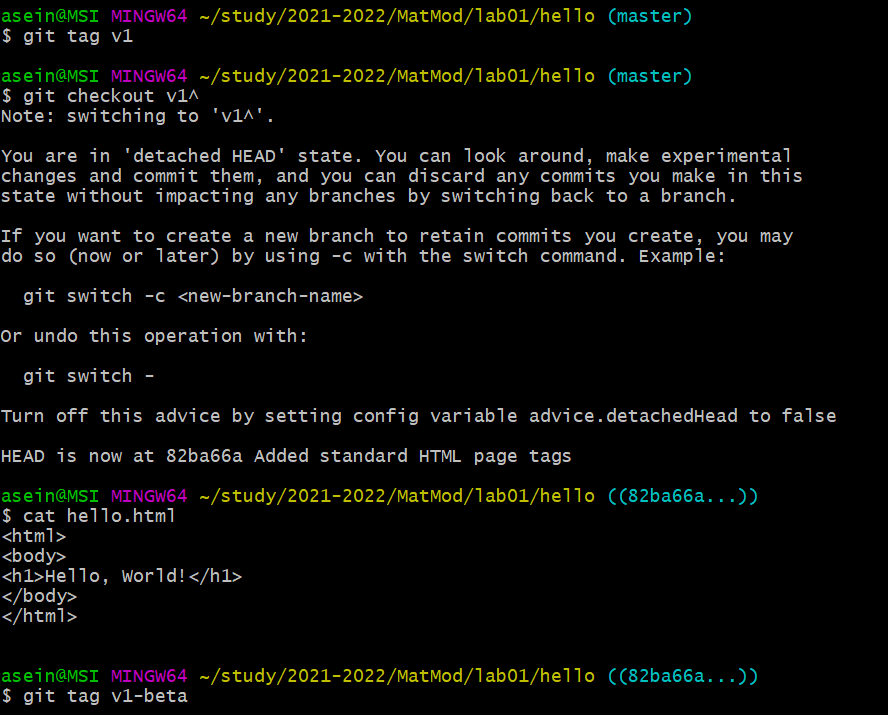 asein@MSI MINGW64 ~/study/2021-2022/MatMod/lab01/hello (master)
$ git tag v1
asein@MSI MINGW64 ~/study/2021-2022/MatMod/lab01/hello (master)
$ git checkout v1^
Note: switching to 'v1^'.
You are in 'detached HEAD' state. You can look around, make experimental
changes and commit them, and you can discard any commits you make in this
state without impacting any branches by switching back to a branch.
If you want to create a new branch to retain commits you create, you may
do so (now or later) by using -c with the switch command. Example:
  git switch -c <new-branch-name>
Or undo this operation with:
  git switch -
Turn off this advice by setting config variable advice.detachedHead to false
HEAD is now at 82ba66a Added standard HTML page tags
asein@MSI MINGW64 ~/study/2021-2022/MatMod/lab01/hello ((82ba66a...))
$ cat hello.html
<html>
<body>
<h1>Hello, World!</h1>
</body>
</html>
asein@MSI MINGW64 ~/study/2021-2022/MatMod/lab01/hello ((82ba66a...))
$ git tag v1-beta